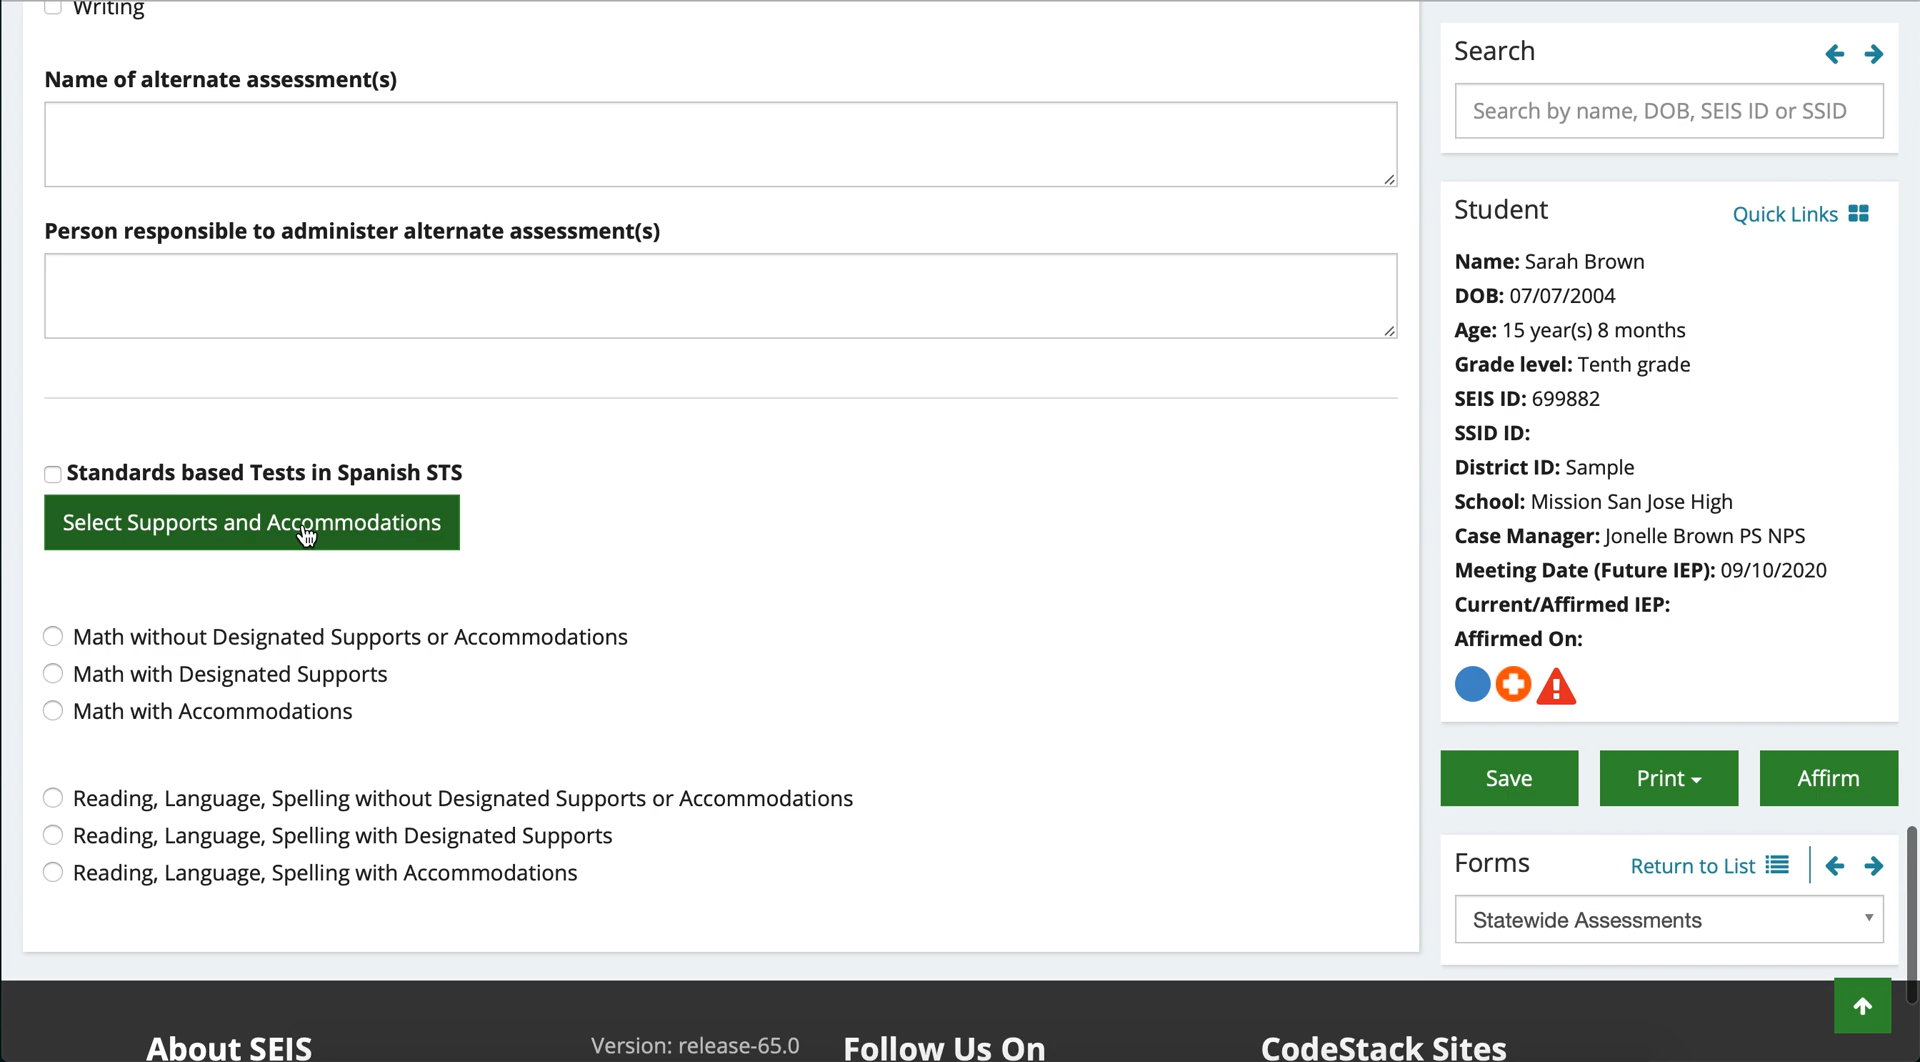 Writing
Name of alternate assessment(s)
Person responsible to administer alternate assessment(s)
Standards based Tests in Spanish STS
Select Supports and Accommodations
Math without Designated Supports or Accommodations
Math with Designated Supports
Math with Accommodations
Reading, Language, Spelling without Designated Supports or Accommodations
Reading, Language, Spelling with Designated Supports
Reading, Language, Spelling with Accommodations
Search
Search by name, DOB, SEIS ID or SSID
Student
Quick Links
Name: Sarah Brown
DOB: 07/07/2004
Age: 15 year(s) 8 months
Grade level: Tenth grade
SEIS ID: 699882
SSID ID:
District ID: Sample
School: Mission San Jose High
Case Manager: Jonelle Brown PS NPS
Meeting Date (Future IEP): 09/10/2020
Current/Affirmed IEP:
Affirmed On:
Save
Print
Affirm
Forms
Return to List
Statewide Assessments
About SEIS
Version: release-65.0
Follow Us On
CodeStack Sites